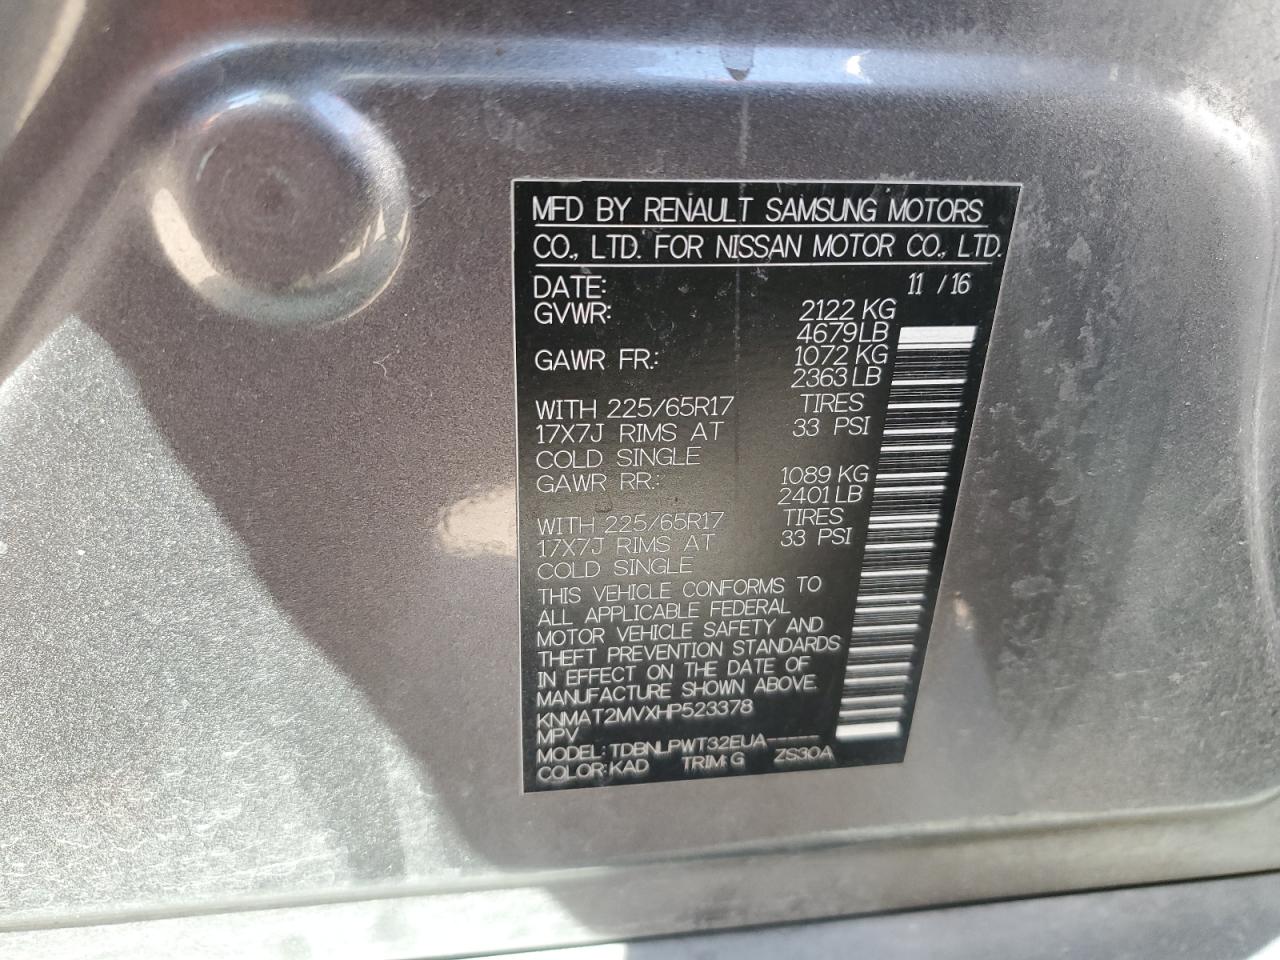 MFD BY RENAULT SAMSUNG MOTORS
CO., LTD. FOR NISSAN MOTOR CO., LTD.
DATE: 11 / 16
GVWR: 2122 KG
4679 LB
GAWR FR.: 1072 KG
2363 LB
WITH 225/65R17 TIRES
17X7J RIMS AT 33 PSI
COLD SINGLE
GAWR RR.: 1089 KG
2401 LB
WITH 225/65R17 TIRES
17X7J RIMS AT 33 PSI
COLD SINGLE
THIS VEHICLE CONFORMS TO
ALL APPLICABLE FEDERAL
MOTOR VEHICLE SAFETY AND
THEFT PREVENTION STANDARDS
IN EFFECT ON THE DATE OF
MANUFACTURE SHOWN ABOVE.
KNMAT2MVXHP523378
MPV
MODEL: TDBNLPWT32EUA-----
COLOR: KAD TRIM: G ZS30A